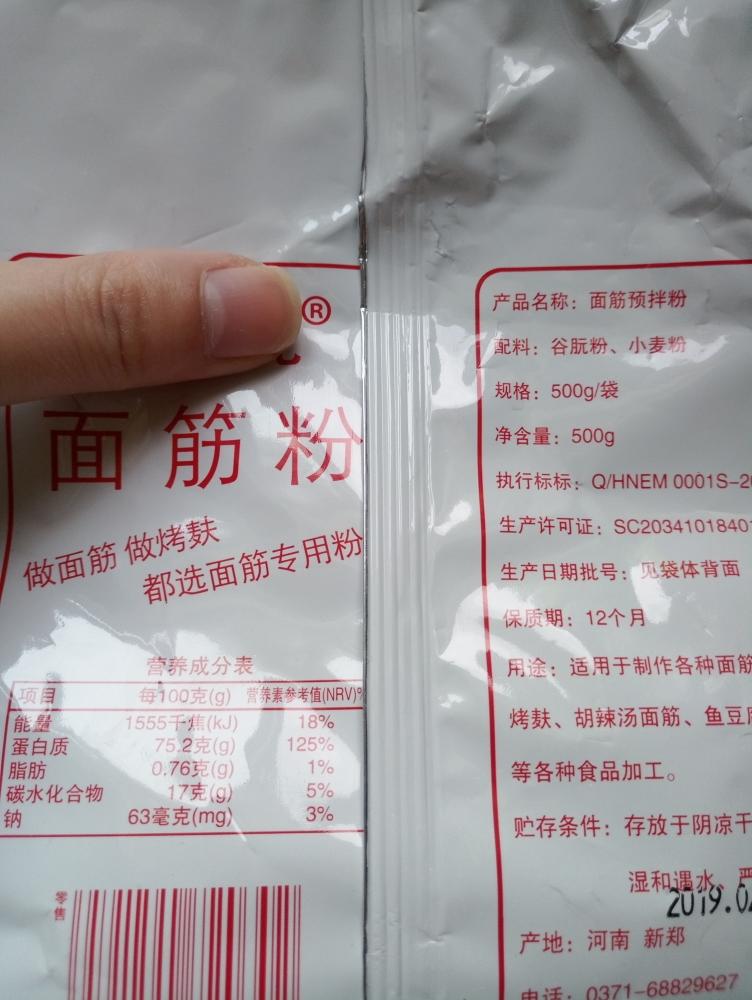 ®
面筋粉
做面筋 做烤麸
都选面筋专用粉
营养成分表
项目 每100克(g) 营养素参考值(NRV)%
能量 1555千焦(kJ) 18%
蛋白质 75.2克(g) 125%
脂肪 0.76克(g) 1%
碳水化合物 17克(g) 5%
钠 63毫克(mg) 3%
零售
产品名称：面筋预拌粉
配料：谷朊粉、小麦粉
规格：500g/袋
净含量：500g
执行标标：Q/HNEM 0001S-2
生产许可证：SC2034101840
生产日期批号：见袋体背面
保质期：12个月
用途：适用于制作各种面筋
烤麸、胡辣汤面筋、鱼豆
等各种食品加工。
贮存条件：存放于阴凉干
湿和遇水、严
2019.0
产地：河南 新郑
电话：0371-68829627